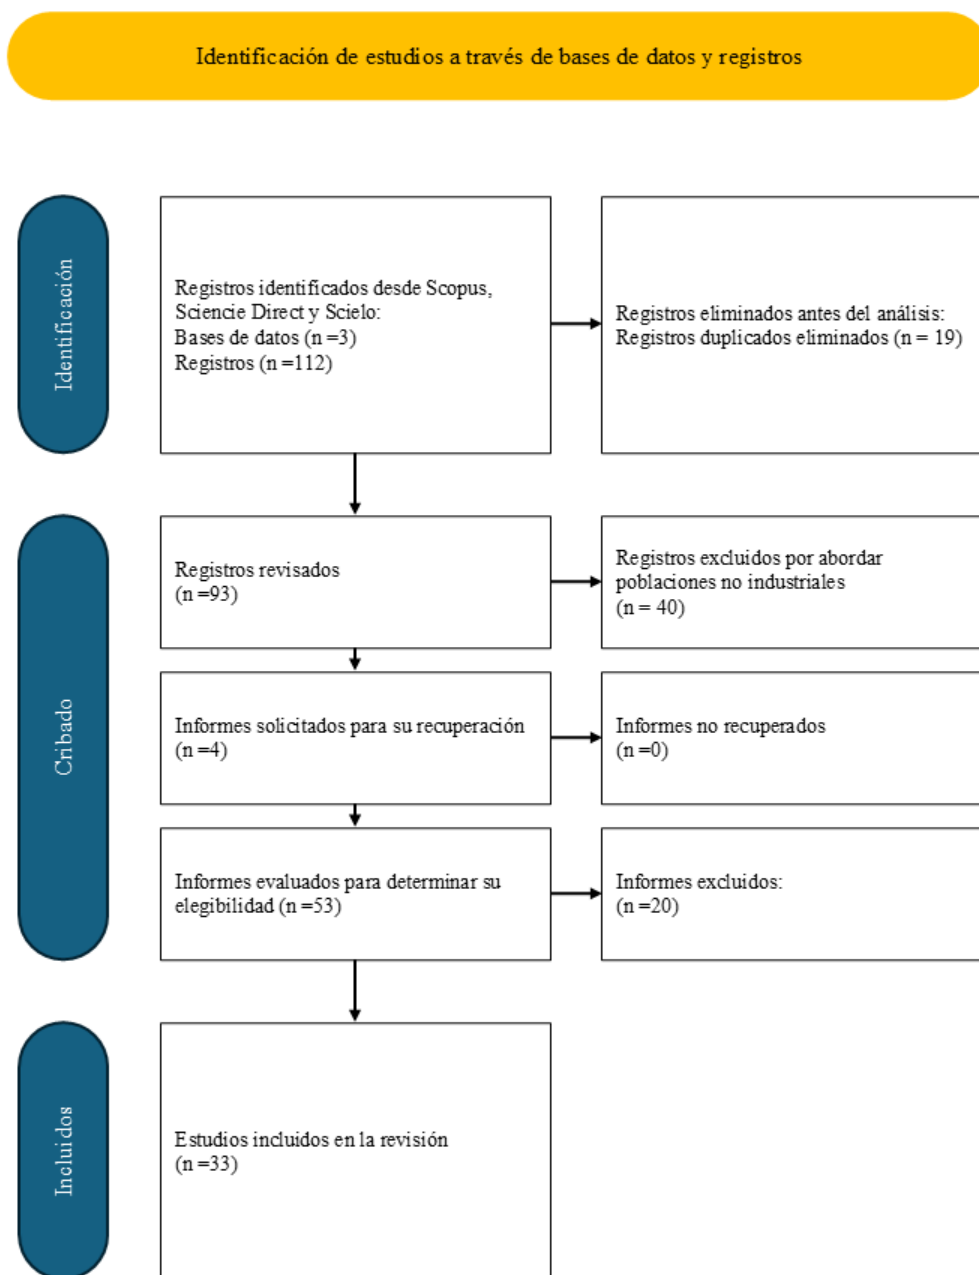 Identificación de estudios a través de bases de datos y registros
Identificación
Registros identificados desde Scopus,
Sciencie Direct y Scielo:
Bases de datos (n =3)
Registros (n =112)
Registros eliminados antes del análisis:
Registros duplicados eliminados (n = 19)
Cribado
Registros revisados
(n =93)
Registros excluidos por abordar
poblaciones no industriales
(n = 40)
Informes solicitados para su recuperación
(n =4)
Informes no recuperados
(n =0)
Informes evaluados para determinar su
elegibilidad (n =53)
Informes excluidos:
(n =20)
Incluidos
Estudios incluidos en la revisión
(n =33)